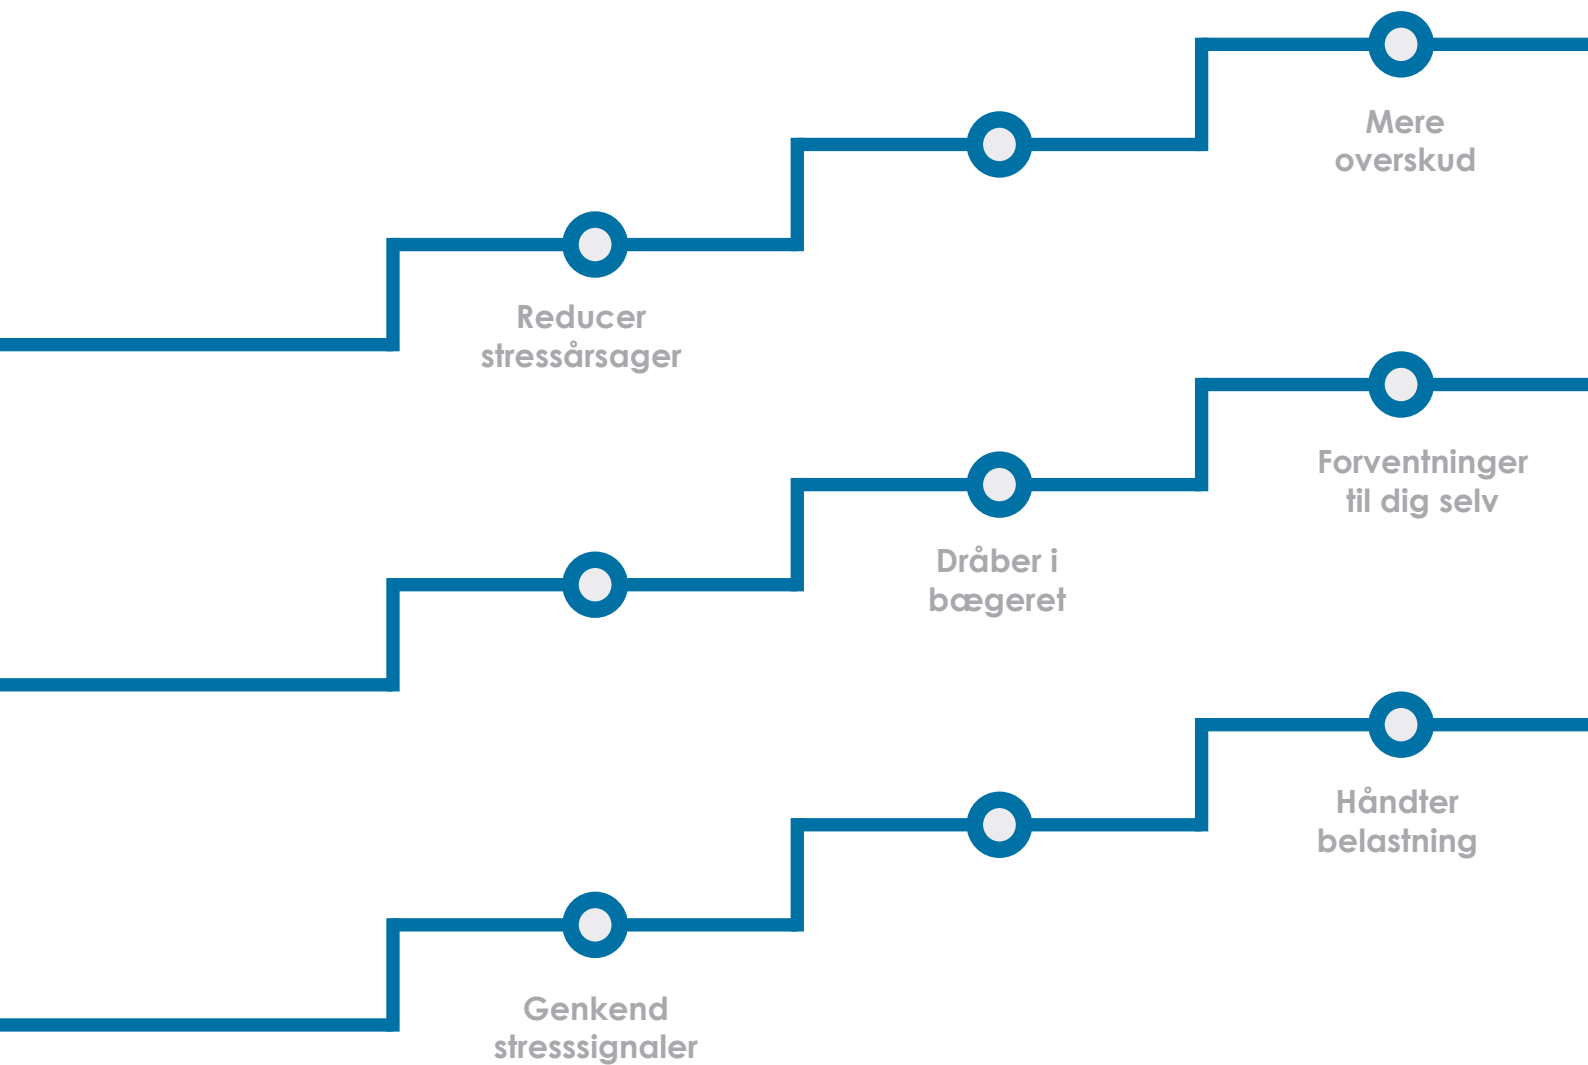 Mere
overskud
Reducer
stressårsager
Forventninger
til dig selv
Dråber i
bægeret
Håndter
belastning
Genkend
stresssignaler